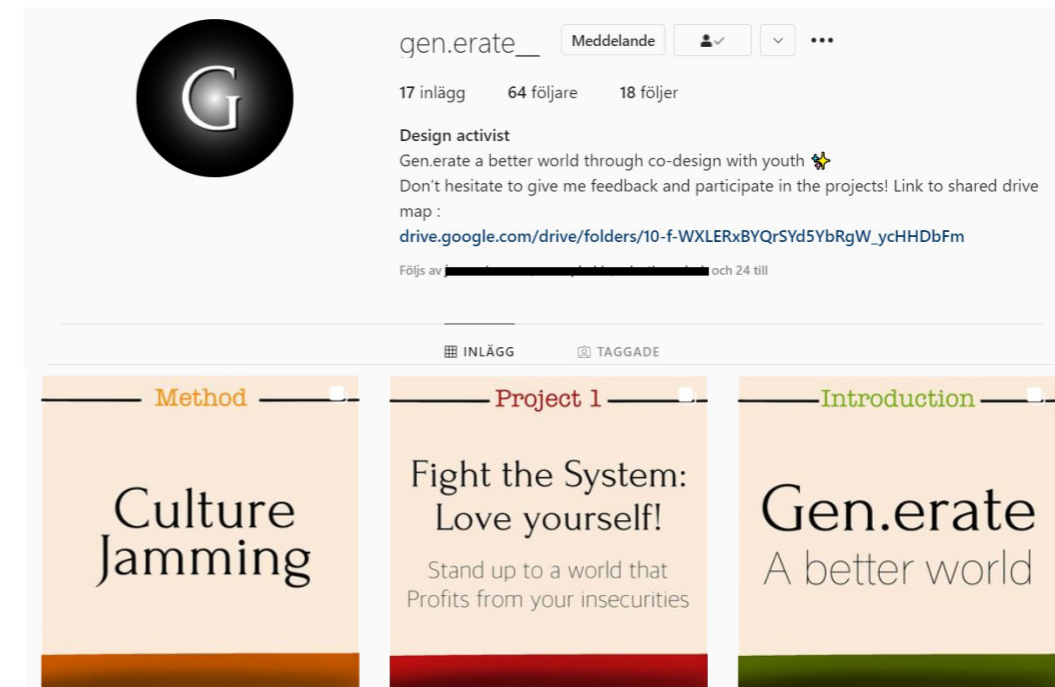 G
gen.erate__ Meddelande
17 inlägg 64 följare 18 följer
Design activist
Gen.erate a better world through co-design with youth ✨
Don't hesitate to give me feedback and participate in the projects! Link to shared drive
map :
drive.google.com/drive/folders/10-f-WXLERxBYQrSYd5YbRgW_ycHHDbFm
Följs av och 24 till
INLÄGG TAGGADE
Method
Culture
Jamming
Project 1
Fight the System:
Love yourself!
Stand up to a world that
Profits from your insecurities
Introduction
Gen.erate
A better world